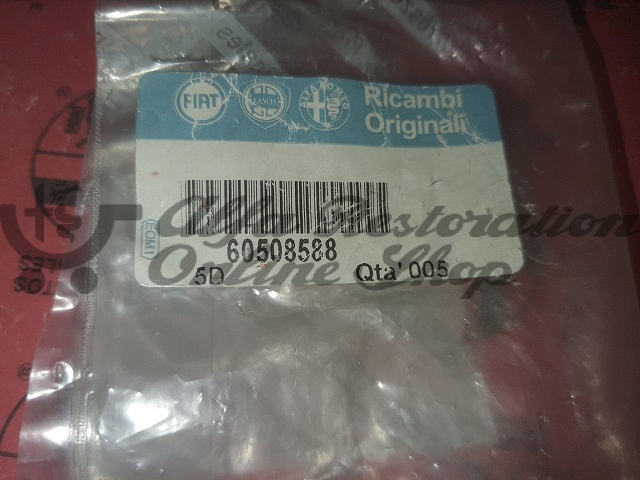 FIAT LANCIA ALFA ROMEO
Ricambi
Originali
EOM1
60508588
5D Qta' 005
Alfa Restoration
Online Shop